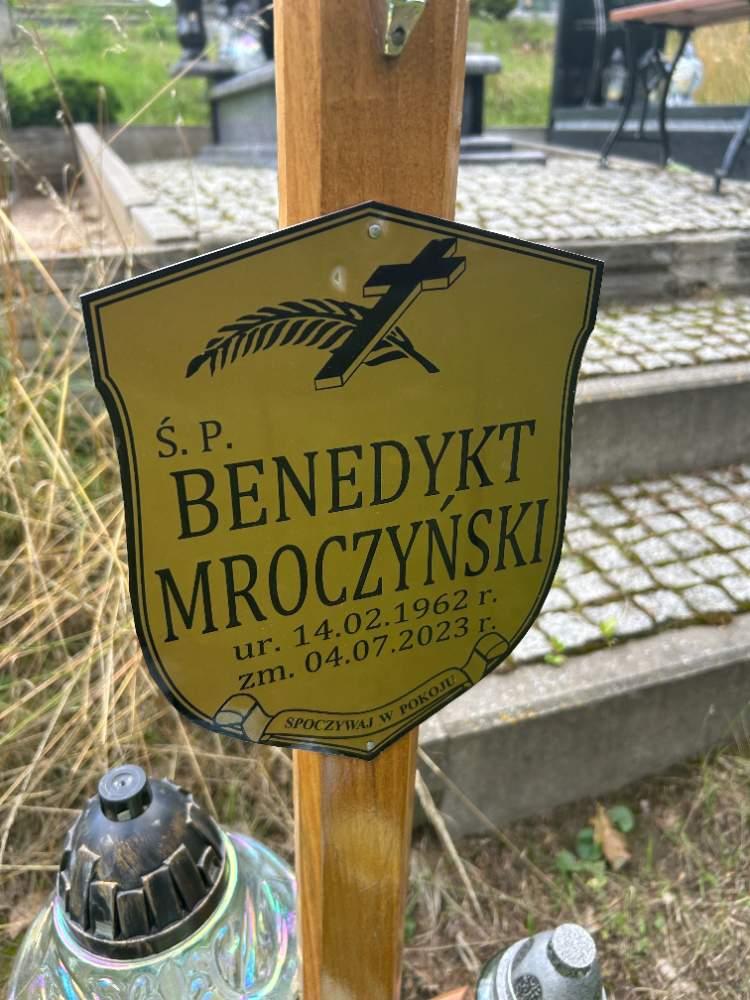 Ś. P.
BENEDYKT
MROCZYŃSKI
ur. 14.02.1962 r.
zm. 04.07.2023 r.
SPOCZYWAJ W POKOJU